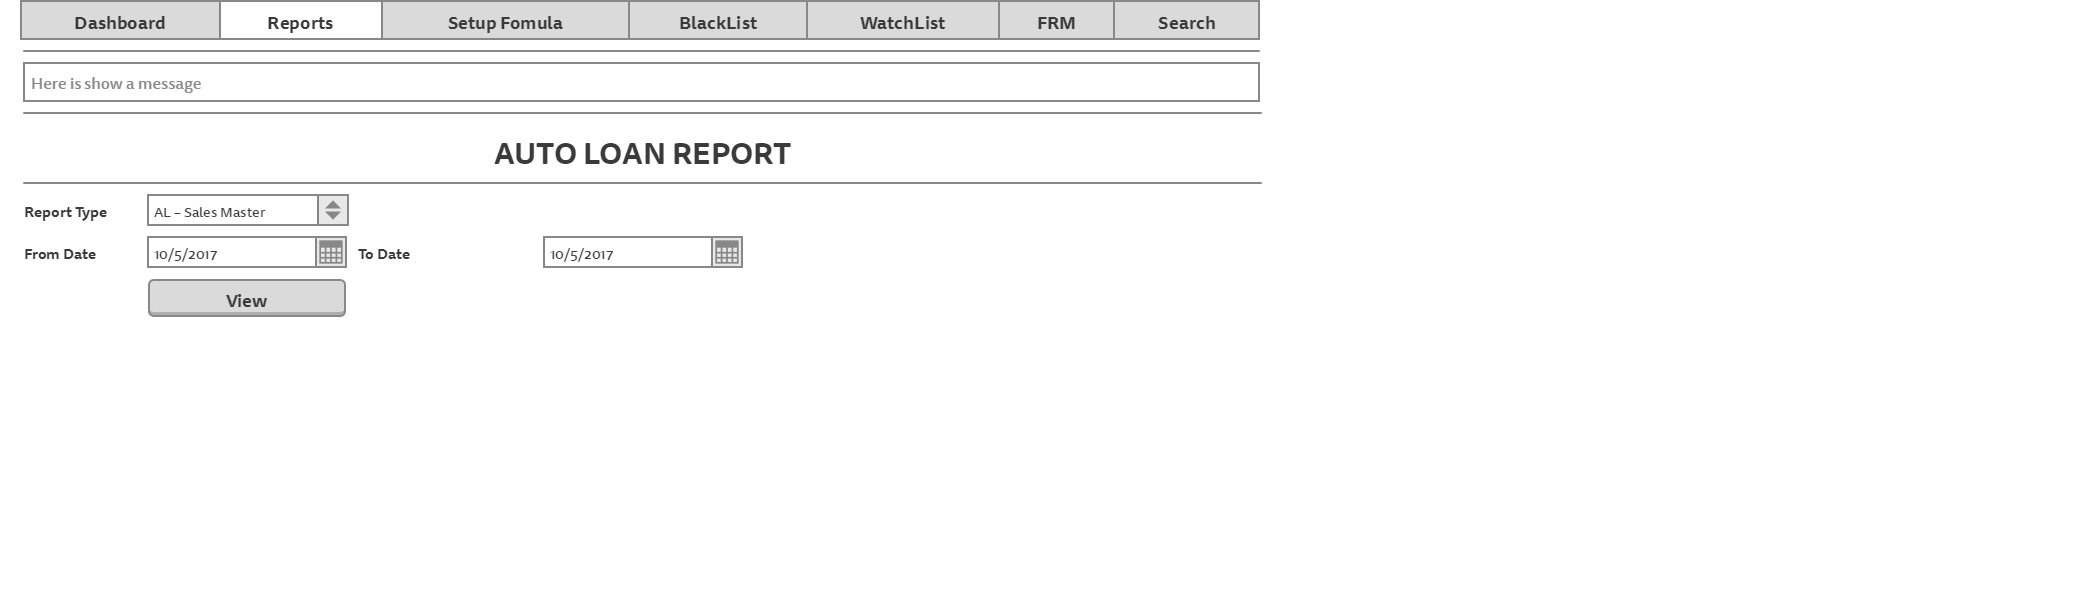 Dashboard Reports Setup Fomula BlackList WatchList FRM Search
Here is show a message
AUTO LOAN REPORT
Report Type AL – Sales Master
From Date 10/5/2017 To Date 10/5/2017
View